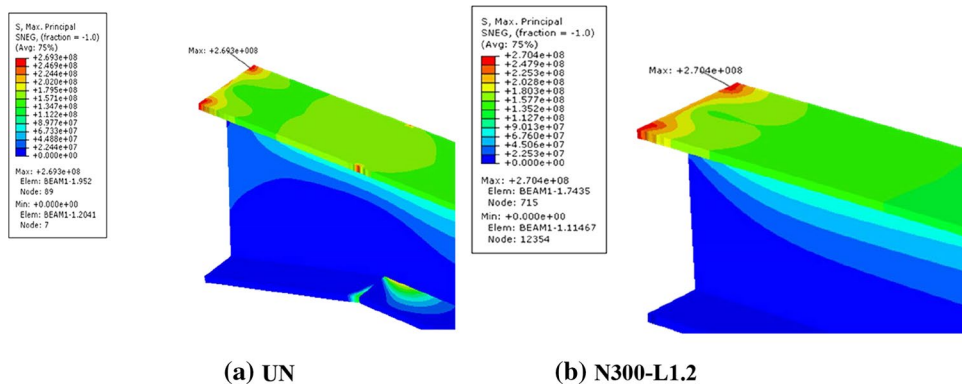 S, Max. Principal
SNEG, (fraction = -1.0)
(Avg: 75%)
+2.693e+08
+2.469e+08
+2.244e+08
+2.020e+08
+1.795e+08
+1.571e+08
+1.347e+08
+1.122e+08
+8.977e+07
+6.733e+07
+4.488e+07
+2.244e+07
+0.000e+00
Max: +2.693e+08
Elem: BEAM1-1.952
Node: 89
Min: +0.000e+00
Elem: BEAM1-1.2041
Node: 7
Max: +2.693e+008
S, Max. Principal
SNEG, (fraction = -1.0)
(Avg: 75%)
+2.704e+08
+2.479e+08
+2.253e+08
+2.028e+08
+1.803e+08
+1.577e+08
+1.352e+08
+1.127e+08
+9.013e+07
+6.760e+07
+4.506e+07
+2.253e+07
+0.000e+00
Max: +2.704e+08
Elem: BEAM1-1.7435
Node: 715
Min: +0.000e+00
Elem: BEAM1-1.11467
Node: 12354
Max: +2.704e+008
(a) UN
(b) N300-L1.2